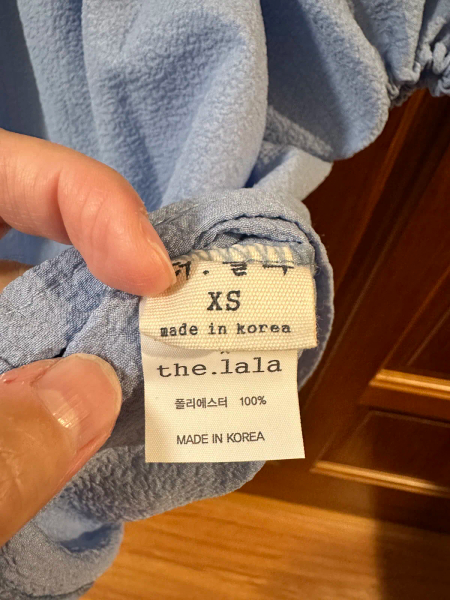 XS
made in korea
the.lala
폴리에스터 100%
MADE IN KOREA